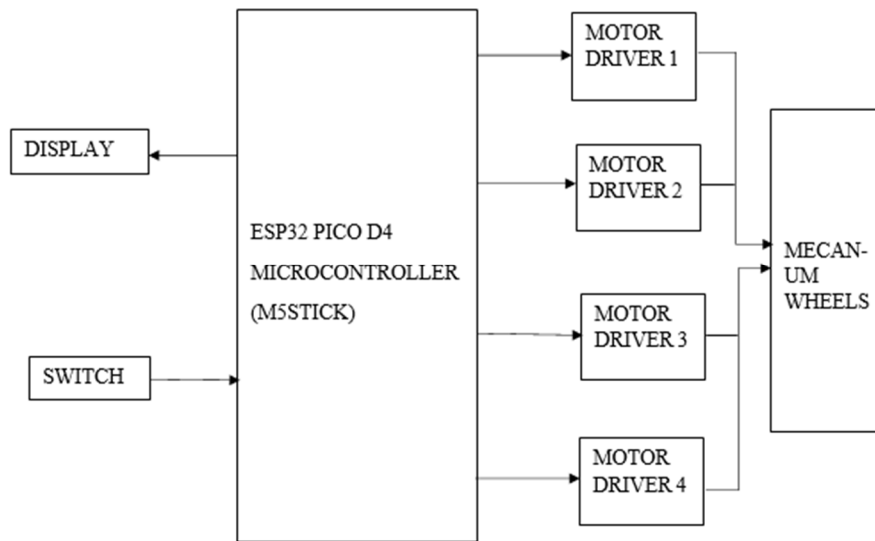 DISPLAY
SWITCH
ESP32 PICO D4
MICROCONTROLLER
(M5STICK)
MOTOR
DRIVER 1
MOTOR
DRIVER 2
MOTOR
DRIVER 3
MOTOR
DRIVER 4
MECAN-
UM
WHEELS